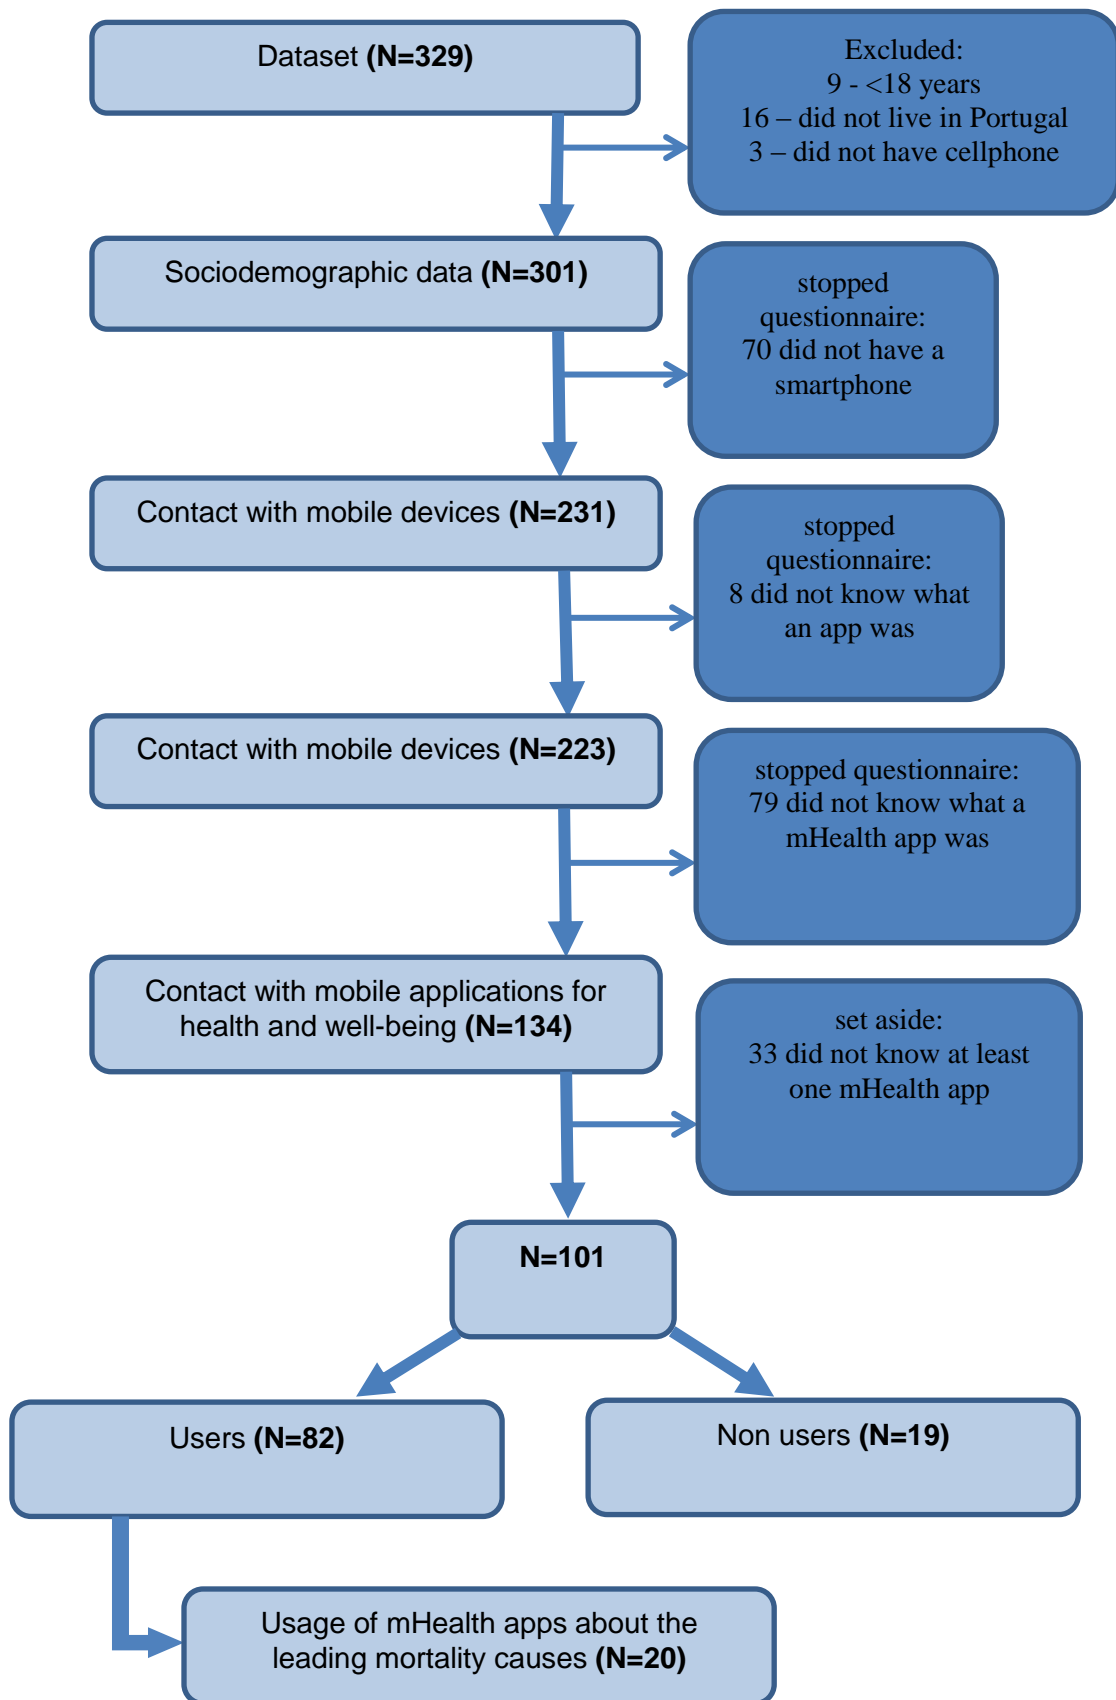 Dataset (N=329)
Excluded:
9 - <18 years
16 – did not live in Portugal
3 – did not have cellphone
Sociodemographic data (N=301)
stopped
questionnaire:
70 did not have a
smartphone
Contact with mobile devices (N=231)
stopped
questionnaire:
8 did not know what
an app was
Contact with mobile devices (N=223)
stopped questionnaire:
79 did not know what a
mHealth app was
Contact with mobile applications for
health and well-being (N=134)
set aside:
33 did not know at least
one mHealth app
N=101
Users (N=82)
Non users (N=19)
Usage of mHealth apps about the
leading mortality causes (N=20)